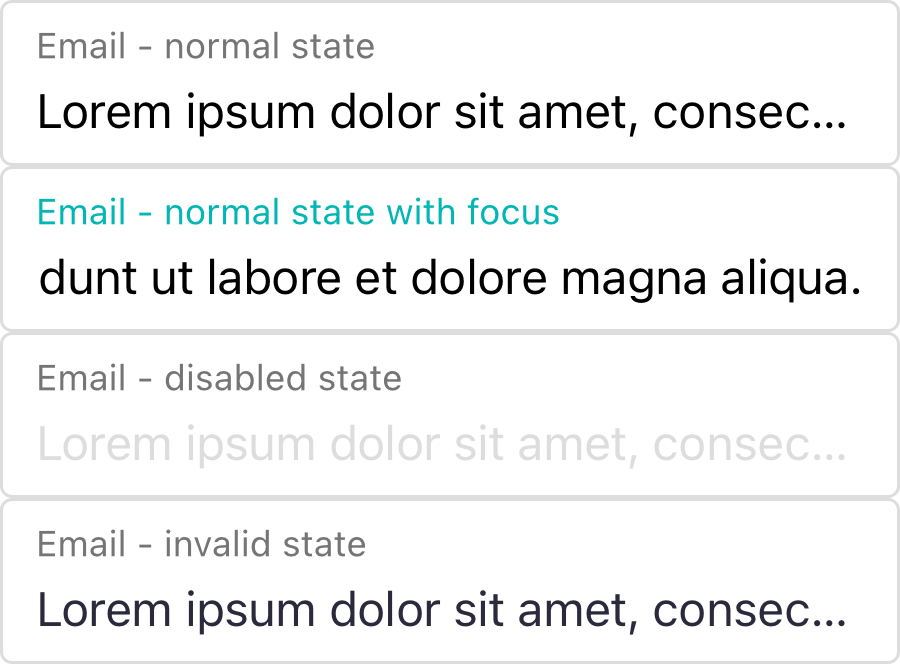 Email - normal state
Lorem ipsum dolor sit amet, consec...
Email - normal state with focus
dunt ut labore et dolore magna aliqua.
Email - disabled state
Lorem ipsum dolor sit amet, consec...
Email - invalid state
Lorem ipsum dolor sit amet, consec...